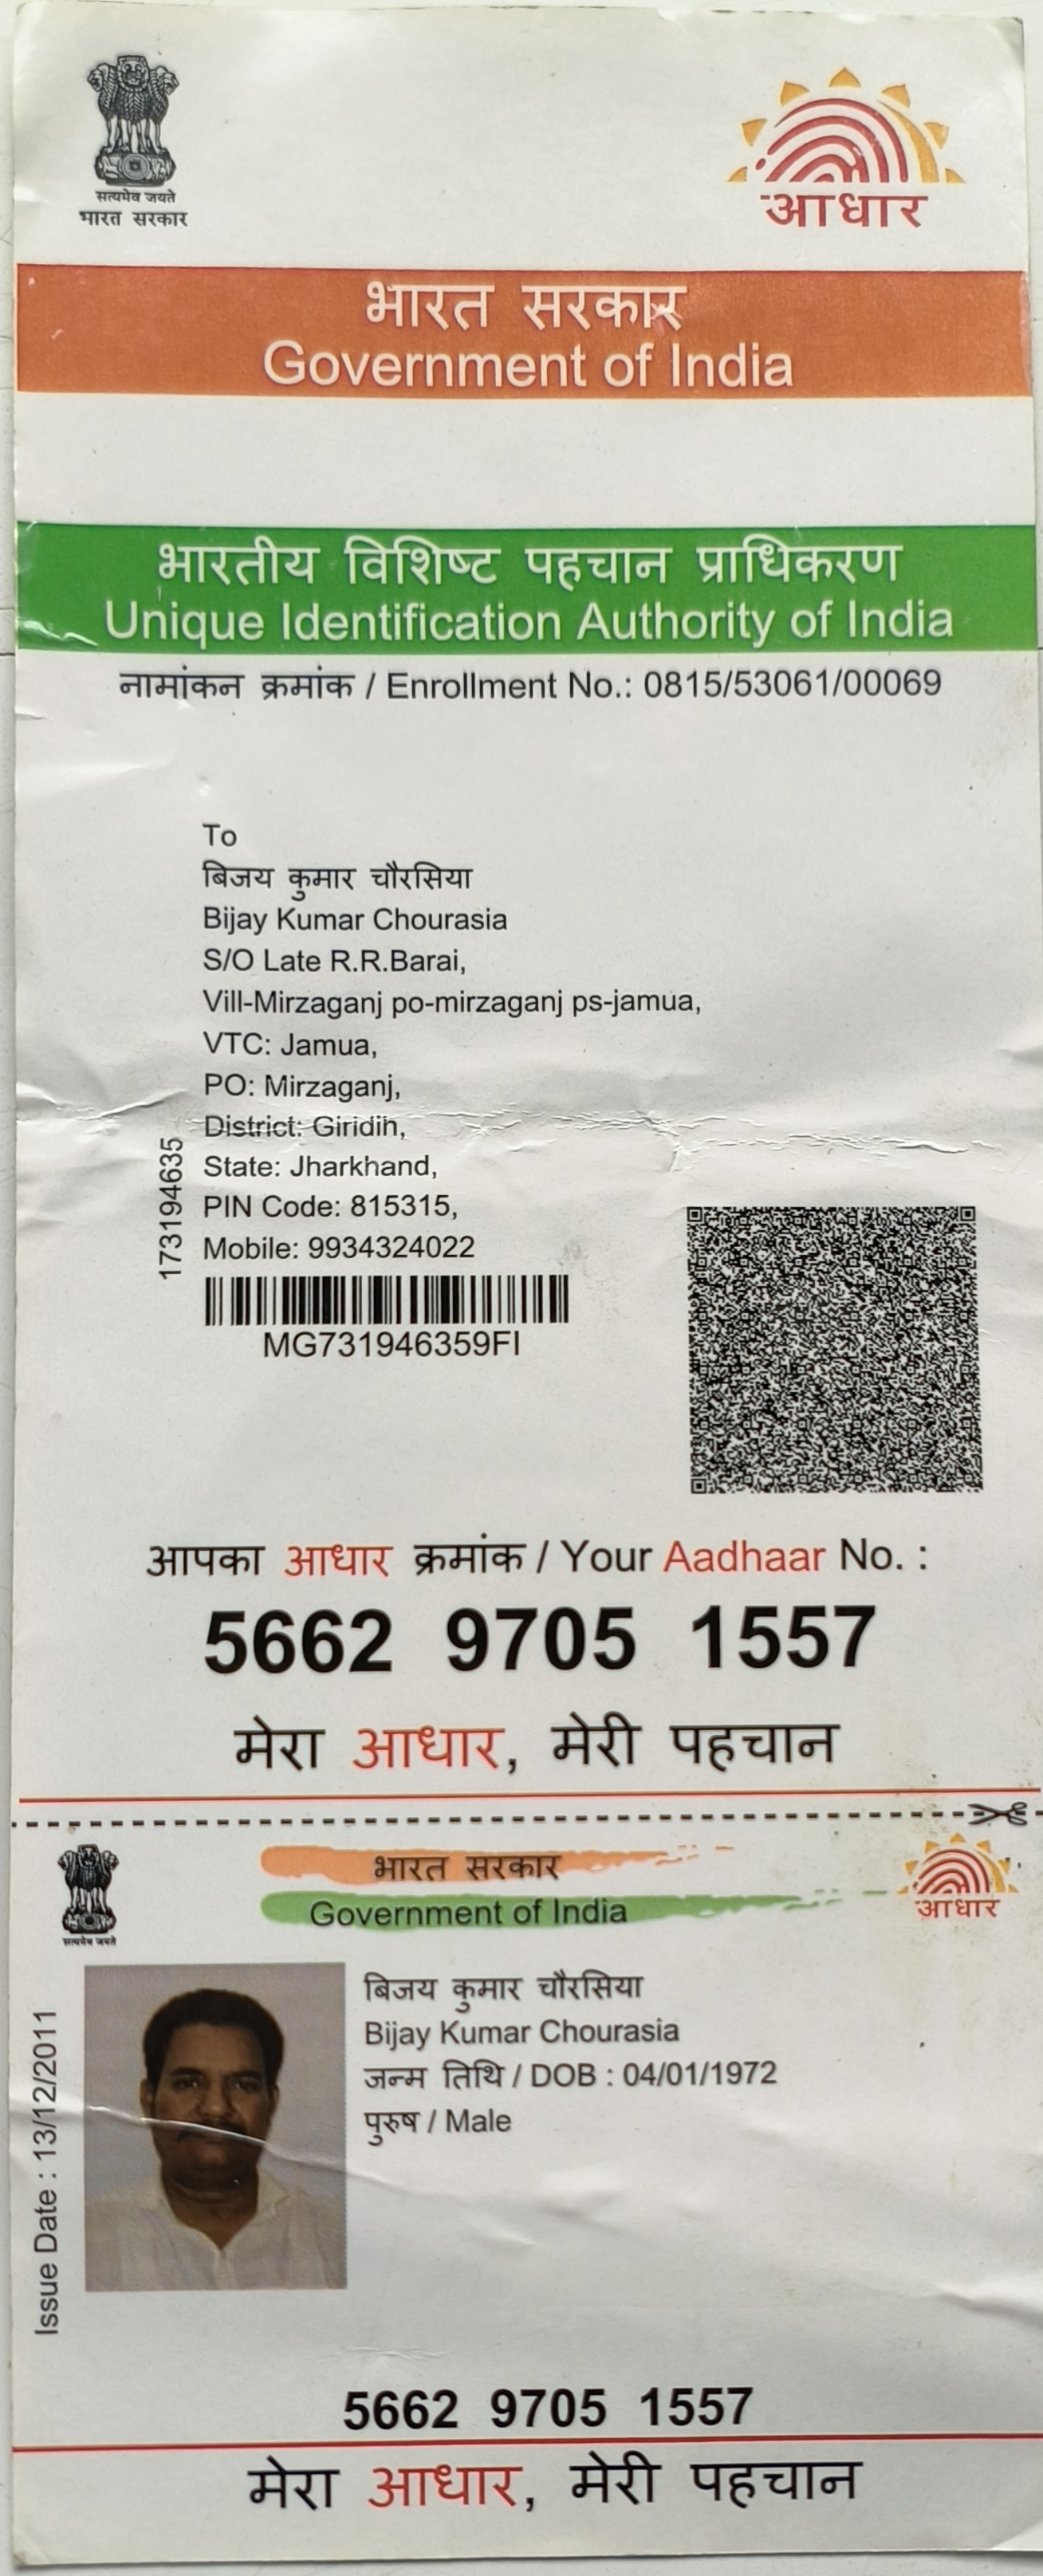 सत्यमेव जयते
भारत सरकार
आधार
भारत सरकार
Government of India
भारतीय विशिष्ट पहचान प्राधिकरण
Unique Identification Authority of India
नामांकन क्रमांक / Enrollment No.: 0815/53061/00069
To
बिजय कुमार चौरसिया
Bijay Kumar Chourasia
S/O Late R.R.Barai,
Vill-Mirzaganj po-mirzaganj ps-jamua,
VTC: Jamua,
PO: Mirzaganj,
District: Giridih,
State: Jharkhand,
PIN Code: 815315,
Mobile: 9934324022
173194635
MG731946359FI
आपका आधार क्रमांक / Your Aadhaar No. :
5662 9705 1557
मेरा आधार, मेरी पहचान
सत्यमेव जयते
भारत सरकार
Government of India
आधार
Issue Date : 13/12/2011
बिजय कुमार चौरसिया
Bijay Kumar Chourasia
जन्म तिथि / DOB : 04/01/1972
पुरुष / Male
5662 9705 1557
मेरा आधार, मेरी पहचान